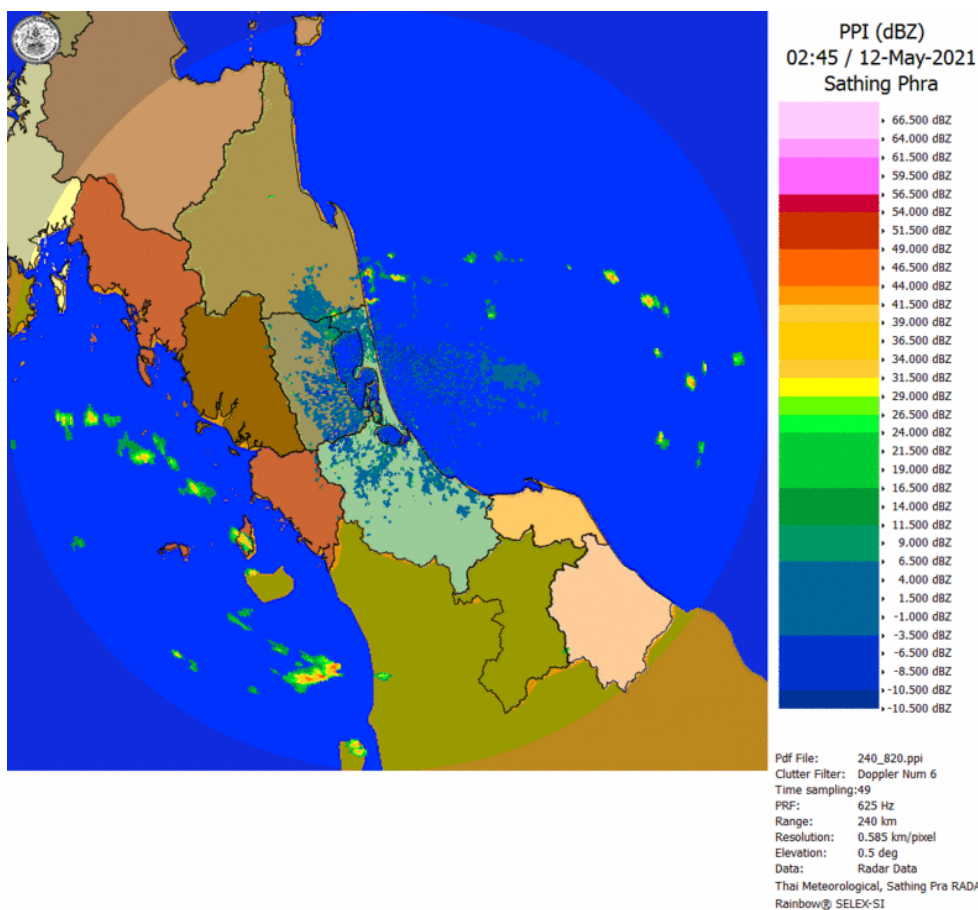 PPI (dBZ)
02:45 / 12-May-2021
Sathing Phra
66.500 dBZ
64.000 dBZ
61.500 dBZ
59.500 dBZ
56.500 dBZ
54.000 dBZ
51.500 dBZ
49.000 dBZ
46.500 dBZ
44.000 dBZ
41.500 dBZ
39.000 dBZ
36.500 dBZ
34.000 dBZ
31.500 dBZ
29.000 dBZ
26.500 dBZ
24.000 dBZ
21.500 dBZ
19.000 dBZ
16.500 dBZ
14.000 dBZ
11.500 dBZ
9.000 dBZ
6.500 dBZ
4.000 dBZ
1.500 dBZ
-1.000 dBZ
-3.500 dBZ
-6.500 dBZ
-8.500 dBZ
-10.500 dBZ
-10.500 dBZ
Pdf File: 240_820.ppi
Clutter Filter: Doppler Num 6
Time sampling:49
PRF: 625 Hz
Range: 240 km
Resolution: 0.585 km/pixel
Elevation: 0.5 deg
Data: Radar Data
Thai Meteorological, Sathing Pra RADA
Rainbow® SELEX-SI